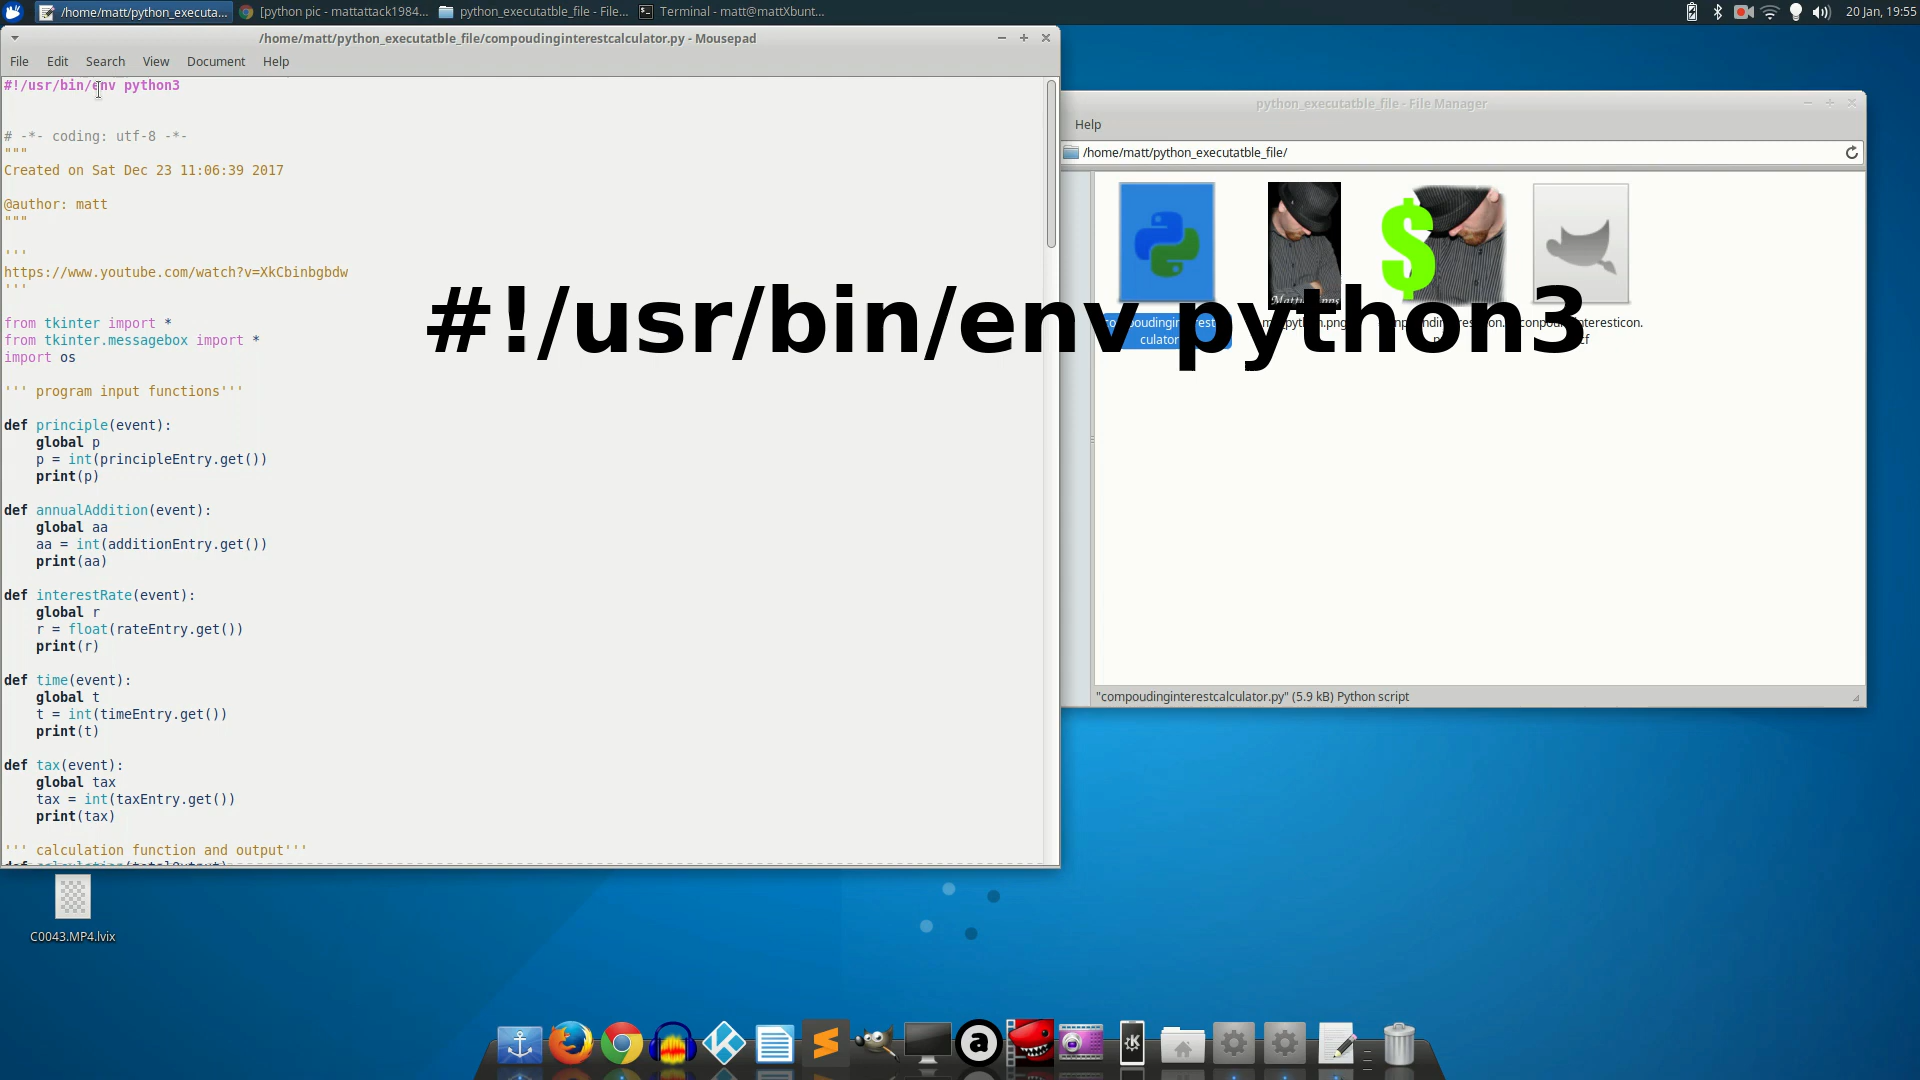 /home/matt/python_executa...
[python pic - mattattack1984...
python_executatble_file - File...
Terminal - matt@mattXbunt...
20 Jan, 19:55
/home/matt/python_executatble_file/compoudinginterestcalculator.py - Mousepad
File Edit Search View Document Help
#!/usr/bin/env python3
# -*- coding: utf-8 -*-
"""
Created on Sat Dec 23 11:06:39 2017
@author: matt
"""
'''
https://www.youtube.com/watch?v=XkCbinbgbdw
'''
from tkinter import *
from tkinter.messagebox import *
import os
''' program input functions'''
def principle(event):
    global p
    p = int(principleEntry.get())
    print(p)
def annualAddition(event):
    global aa
    aa = int(additionEntry.get())
    print(aa)
def interestRate(event):
    global r
    r = float(rateEntry.get())
    print(r)
def time(event):
    global t
    t = int(timeEntry.get())
    print(t)
def tax(event):
    global tax
    tax = int(taxEntry.get())
    print(tax)
''' calculation function and output'''
#!/usr/bin/env python3
python_executatble_file - File Manager
Help
/home/matt/python_executatble_file/
$
"compoudinginterestcalculator.py" (5.9 kB) Python script
C0043.MP4.lvix
a